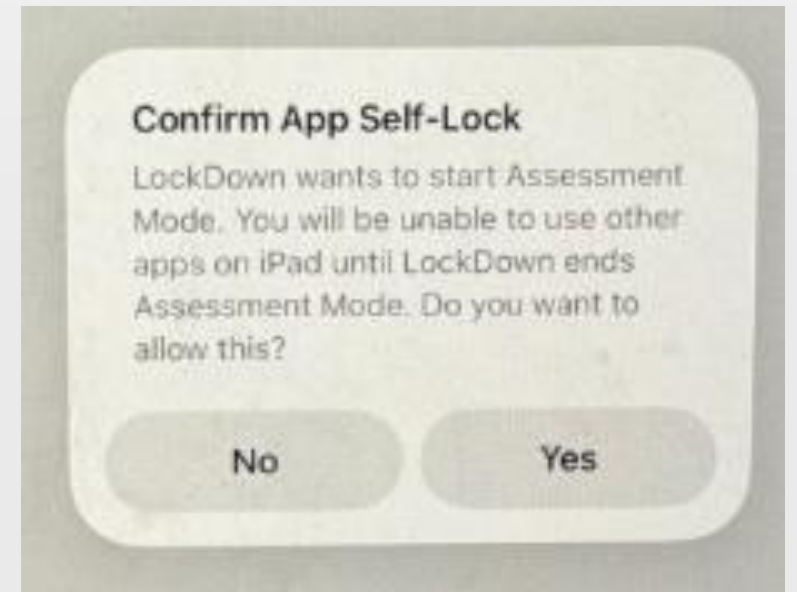 Confirm App Self-Lock
LockDown wants to start Assessment
Mode. You will be unable to use other
apps on iPad until LockDown ends
Assessment Mode. Do you want to
allow this?
No
Yes